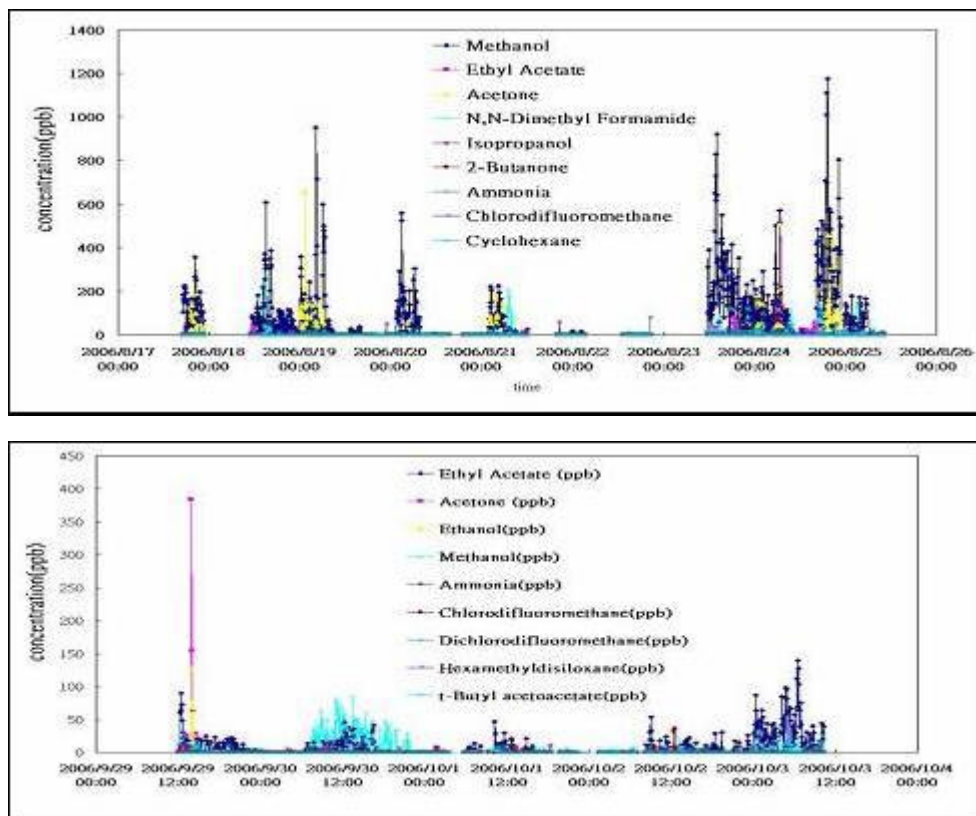 1400
1200
1000
800
600
400
200
0
concentration(ppb)
Methanol
Ethyl Acetate
Acetone
N,N-Dimethyl Formamide
Isopropanol
2-Butanone
Ammonia
Chlorodifluoromethane
Cyclohexane
2006/8/17 2006/8/18 2006/8/19 2006/8/20 2006/8/21 2006/8/22 2006/8/23 2006/8/24 2006/8/25 2006/8/26
00:00 00:00 00:00 00:00 00:00 00:00 00:00 00:00 00:00 00:00
time
450
400
350
300
250
200
150
100
50
0
concentration(ppb)
Ethyl Acetate (ppb)
Acetone (ppb)
Ethanol(ppb)
Methanol(ppb)
Ammonia(ppb)
Chlorodifluoromethane(ppb)
Dichlorodifluoromethane(ppb)
Hexamethyldisiloxane(ppb)
t-Butyl acetoacetate(ppb)
2006/9/29 2006/9/29 2006/9/30 2006/9/30 2006/10/1 2006/10/1 2006/10/2 2006/10/2 2006/10/3 2006/10/3 2006/10/4
00:00 12:00 00:00 12:00 00:00 12:00 00:00 12:00 00:00 12:00 00:00